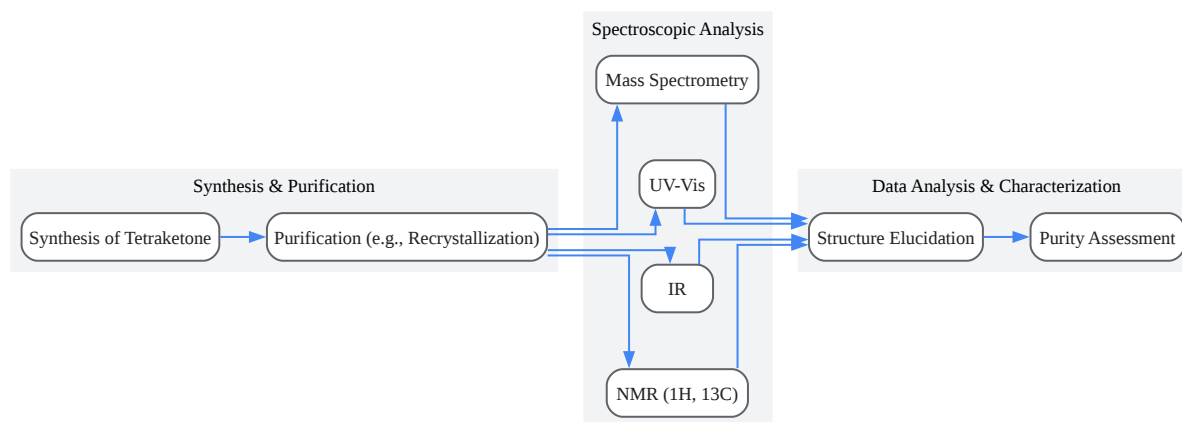 Spectroscopic Analysis
Mass Spectrometry
UV-Vis
IR
NMR (1H, 13C)
Synthesis & Purification
Synthesis of Tetraketone
Purification (e.g., Recrystallization)
Data Analysis & Characterization
Structure Elucidation
Purity Assessment